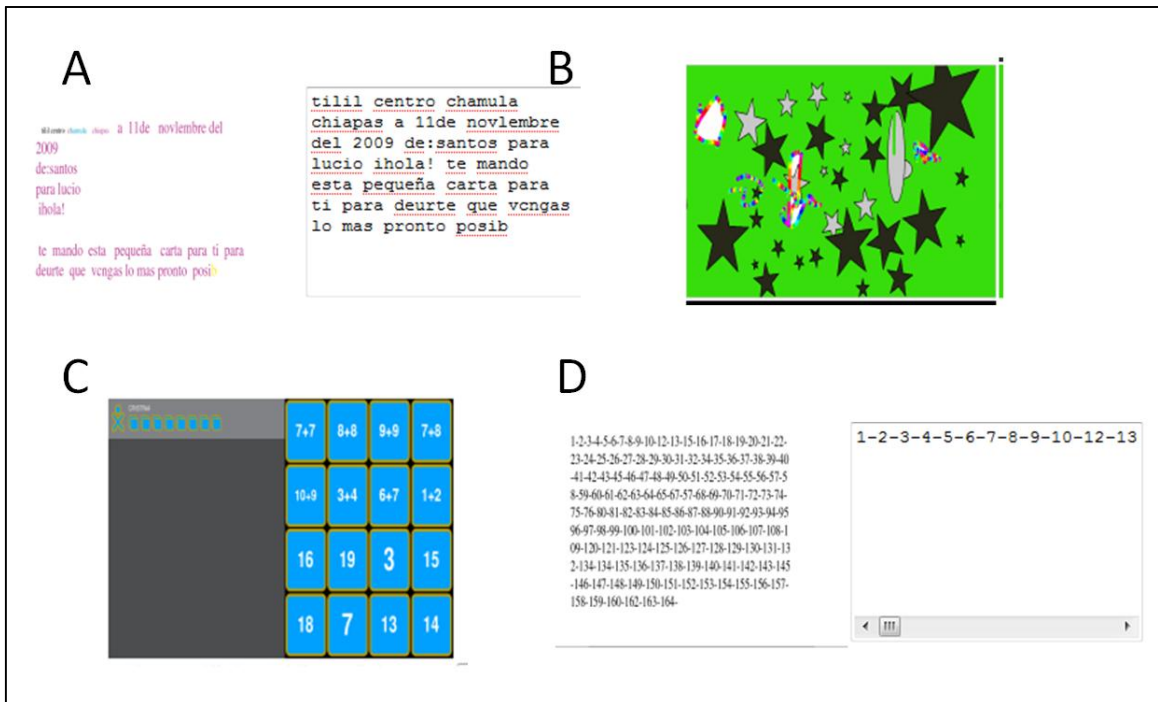 A
tilil centro chamula chiapas a 11de novlembre del
2009
de:santos
para lucio
ihola!
te mando esta pequeña carta para ti para
deurte que vcngas lo mas pronto posib
tilil centro chamula
chiapas a 11de novlembre
del 2009 de:santos para
lucio ihola! te mando
esta pequeña carta para
ti para deurte que vcngas
lo mas pronto posib
B
C
7+7 8+8 9+9 7+8
10+9 3+4 6+7 1+2
16 19 3 15
18 7 13 14
D
1-2-3-4-5-6-7-8-9-10-12-13-15-16-17-18-19-20-21-22-
23-24-25-26-27-28-29-30-31-32-34-35-36-37-38-39-40
-41-42-43-45-46-47-48-49-50-51-52-53-54-55-56-57-5
8-59-60-61-62-63-64-65-67-57-68-69-70-71-72-73-74-
75-76-80-81-82-83-84-85-86-87-88-90-91-92-93-94-95
96-97-98-99-100-101-102-103-104-105-106-107-108-1
09-120-121-123-124-125-126-127-128-129-130-131-13
2-134-134-135-136-137-138-139-140-141-142-143-145
-146-147-148-149-150-151-152-153-154-155-156-157-
158-159-160-162-163-164-
1-2-3-4-5-6-7-8-9-10-12-13